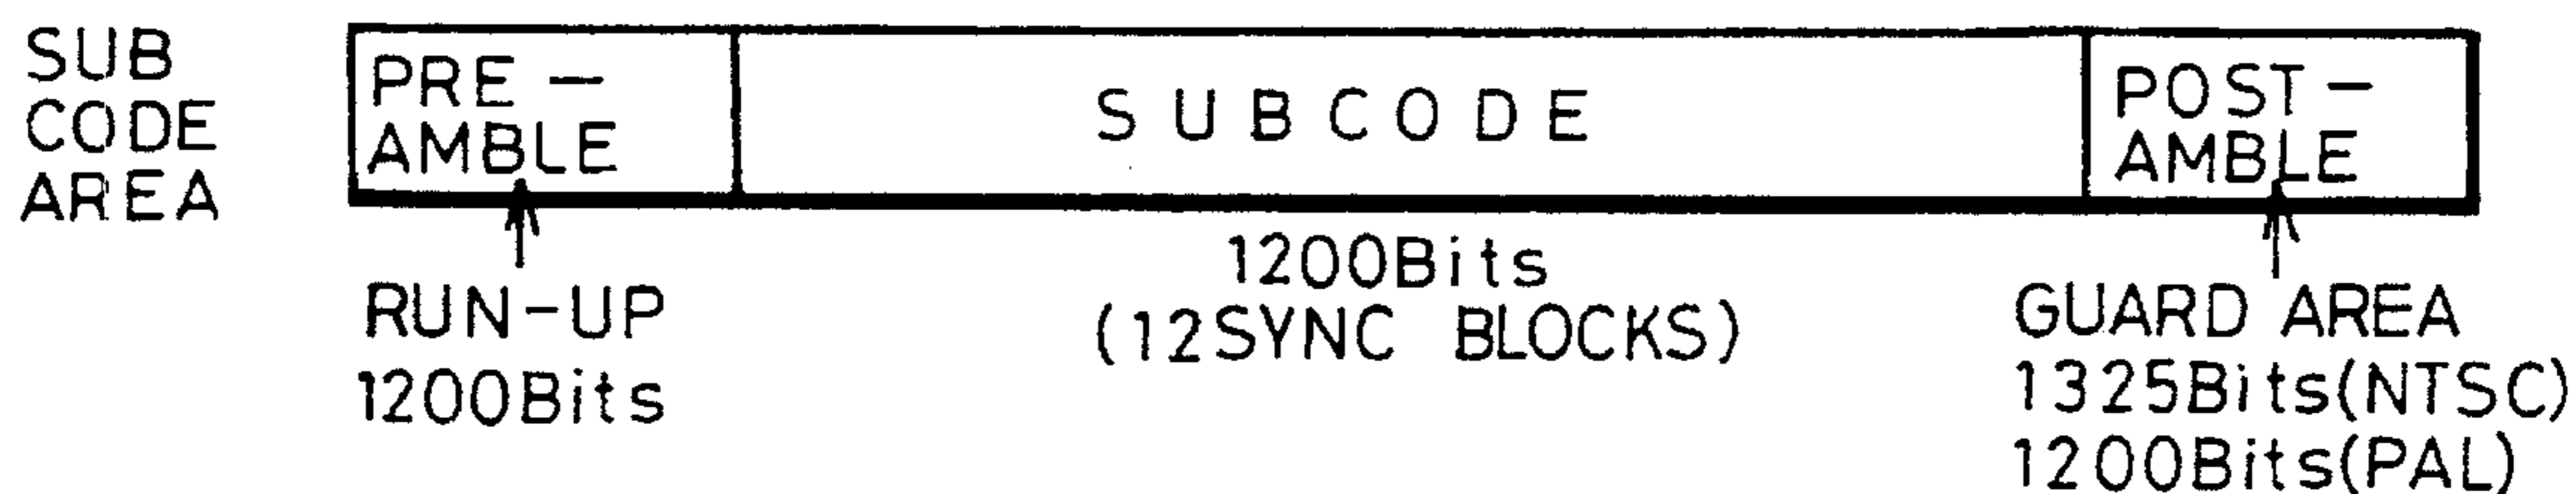 SUB
CODE
AREA
PRE-
AMBLE
SUBCODE
POST-
AMBLE
RUN-UP
1200Bits
1200Bits
(12SYNC BLOCKS)
GUARD AREA
1325Bits(NTSC)
1200Bits(PAL)